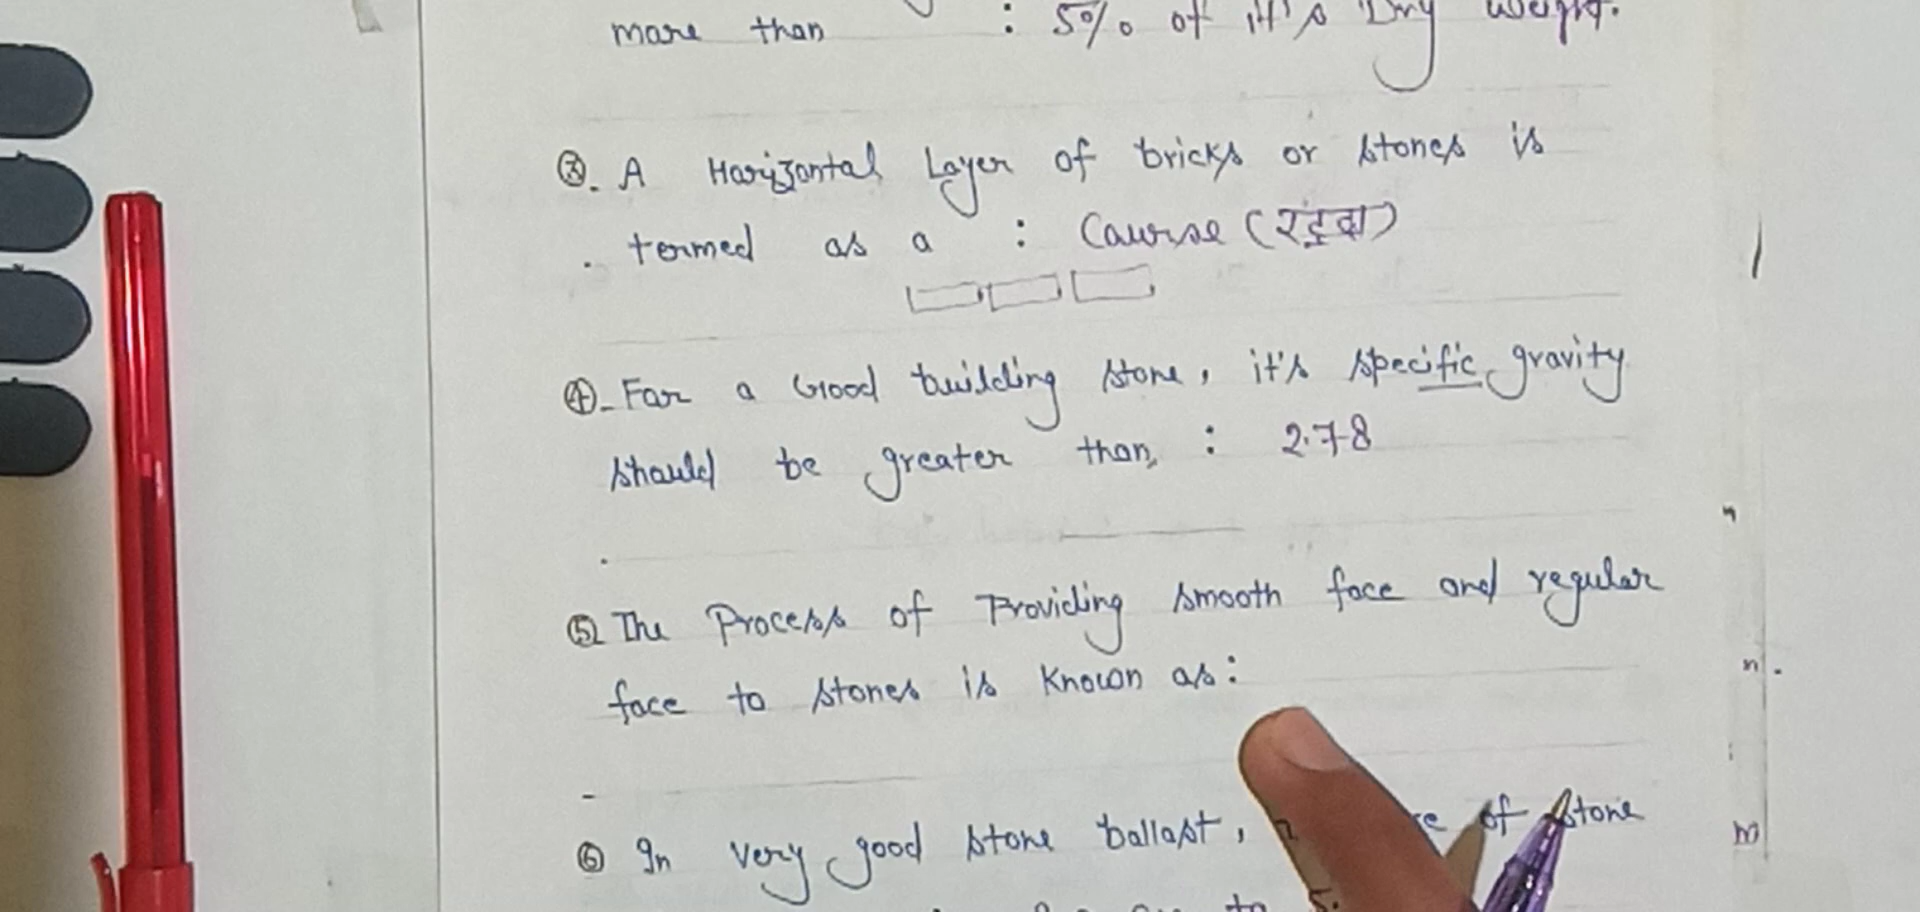 more than : 5% of it's Dry weight.
③. A Horizontal Layer of bricks or stones is
termed as a : Course (रद्दा)
④- For a Good building stone, it's specific gravity
should be greater than, : 2.78
⑤ The Process of Providing smooth face and regular
face to stones is known as:
⑥ In very good stone ballast, of stone
to 5.